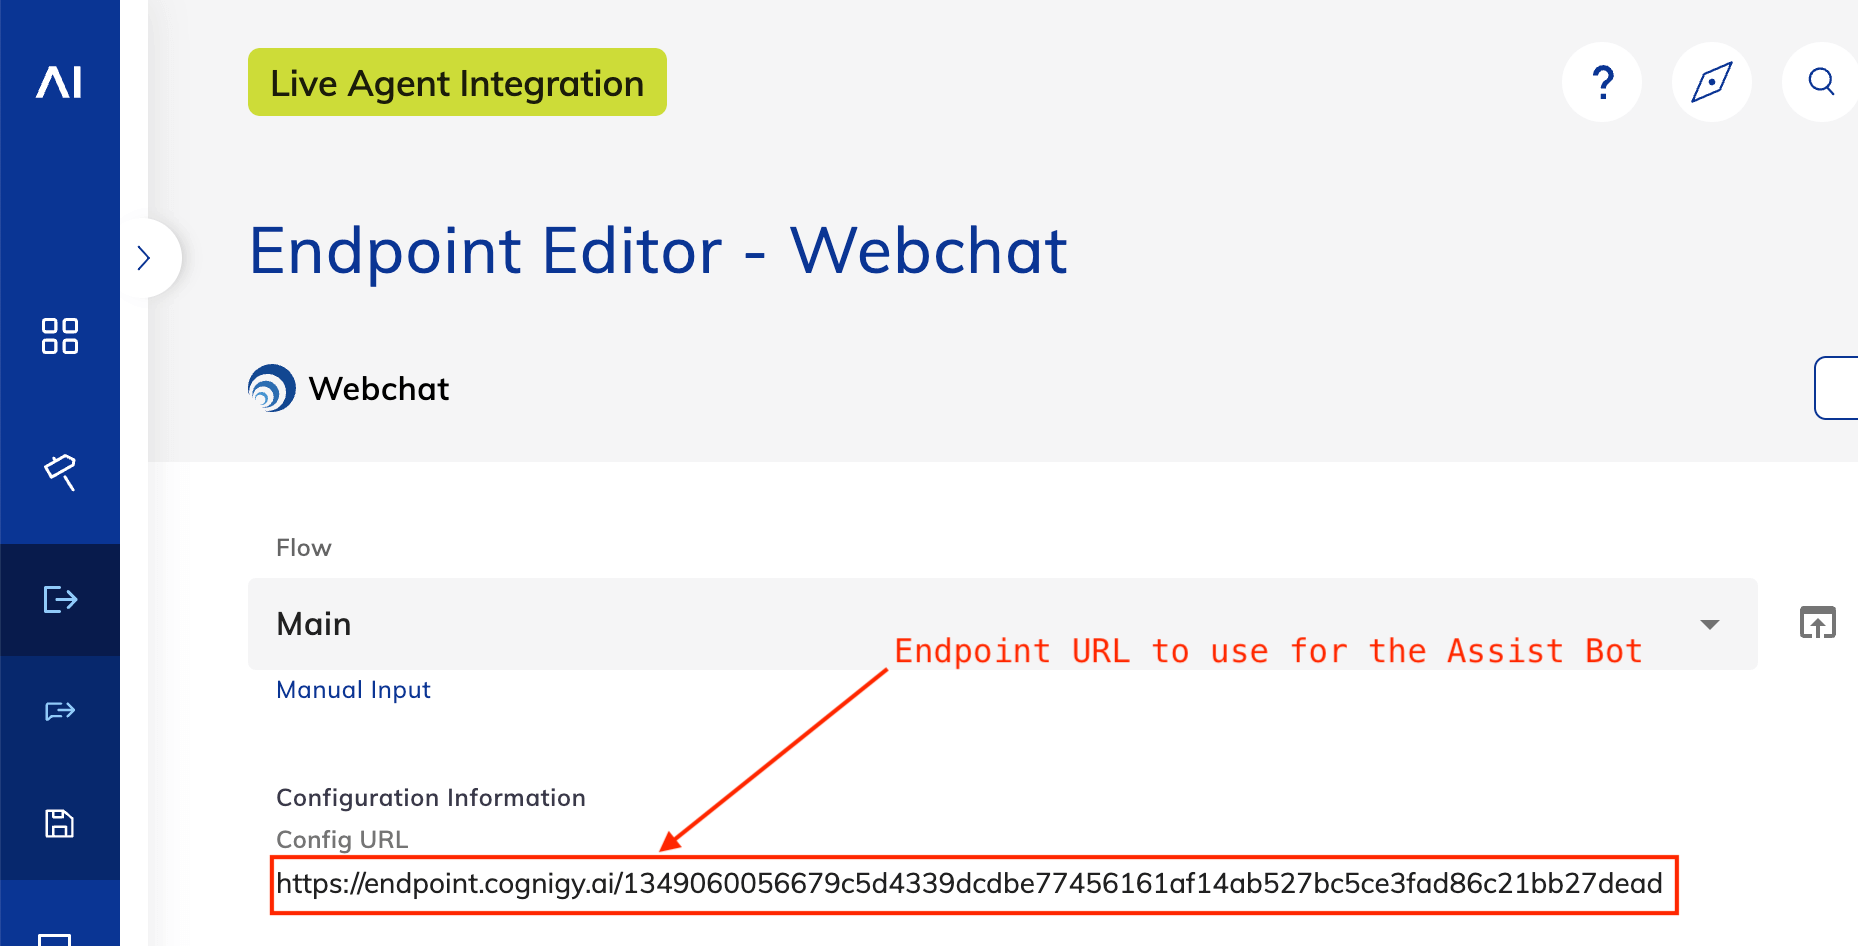 AI
Live Agent Integration
?
Endpoint Editor - Webchat
Webchat
Flow
Main
Endpoint URL to use for the Assist Bot
Manual Input
Configuration Information
Config URL
https://endpoint.cognigy.ai/1349060056679c5d4339dcdbe77456161af14ab527bc5ce3fad86c21bb27dead